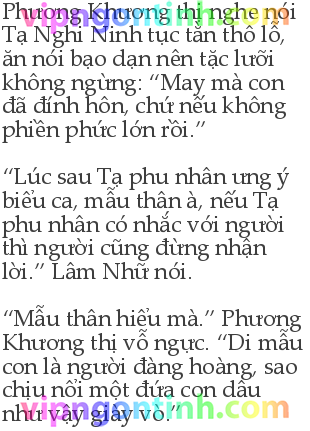 Phương Khương thị nghe nói
vipngontinh.com
Tạ Nghi Ninh tục tằn thô lỗ,
ăn nói bạo dạn nên tặc lưỡi
không ngừng: “May mà con
đã đính hôn, chứ nếu không
phiền phức lớn rồi.”
“Lúc sau Tạ phu nhân ưng ý
biểu ca, mẫu thân à, nếu Tạ
phu nhân có nhắc với người
thì người cũng đừng nhận
lời.” Lâm Nhữ nói.
“Mẫu thân hiểu mà.” Phương
Khương thị vỗ ngực. “Di mẫu
con là người đàng hoàng, sao
chịu nổi một đứa con dâu
như vậy giày vò.”
vipngontinh.com